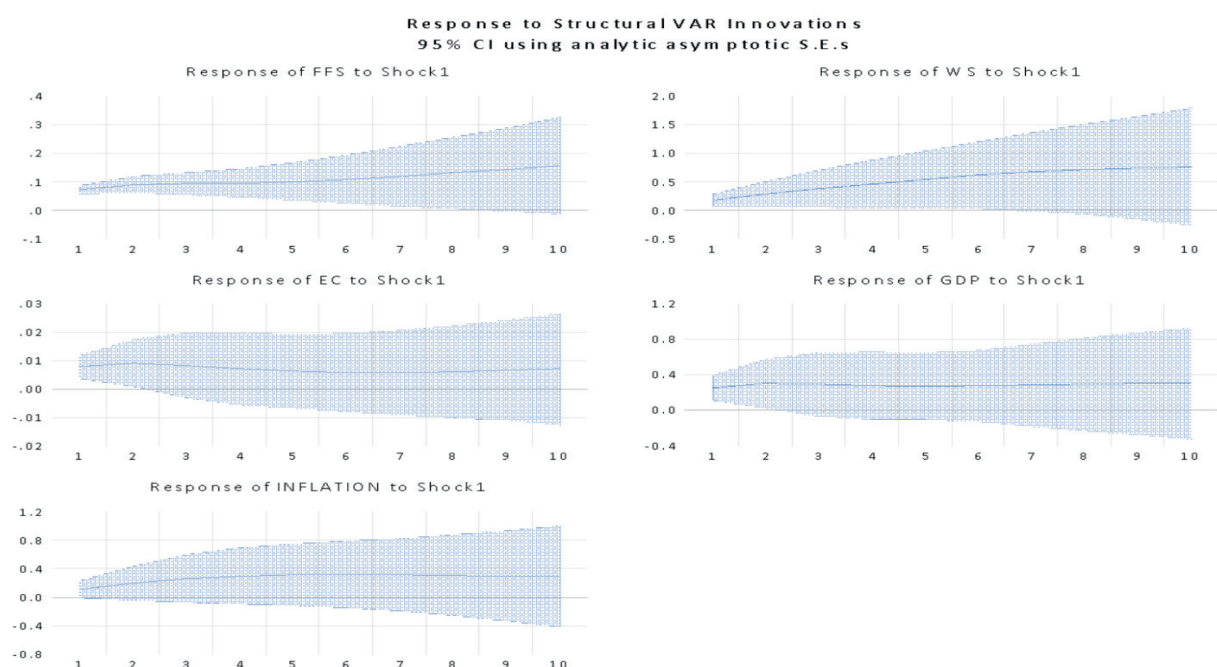 Response to Structural VAR Innovations
95% CI using analytic asymptotic S.E.s
Response of FFS to Shock1
.4
.3
.2
.1
.0
-.1
1 2 3 4 5 6 7 8 9 10
Response of WS to Shock1
2.0
1.5
1.0
0.5
0.0
-0.5
1 2 3 4 5 6 7 8 9 10
Response of EC to Shock1
.03
.02
.01
.00
-.01
-.02
1 2 3 4 5 6 7 8 9 10
Response of GDP to Shock1
1.2
0.8
0.4
0.0
-0.4
1 2 3 4 5 6 7 8 9 10
Response of INFLATION to Shock1
1.2
0.8
0.4
0.0
-0.4
-0.8
1 2 3 4 5 6 7 8 9 10